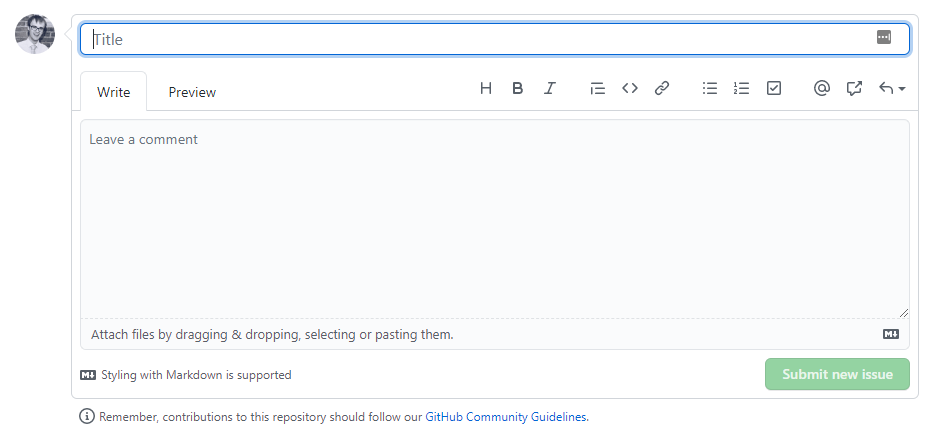 Title
Write Preview H B I @
Leave a comment
Attach files by dragging & dropping, selecting or pasting them.
Styling with Markdown is supported
Submit new issue
Remember, contributions to this repository should follow our GitHub Community Guidelines.